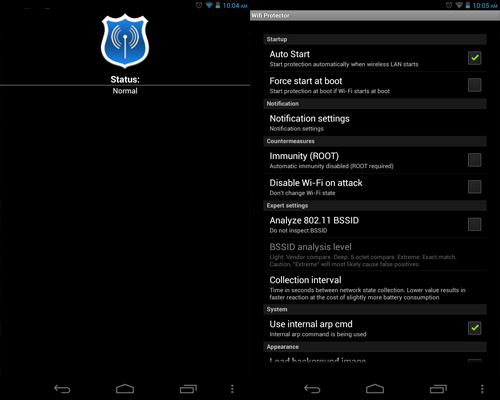 10:04 AM
Status:
Normal
10:05 AM
Wifi Protector
Startup
Auto Start
Start protection automatically when wireless LAN starts
Force start at boot
Start protection at boot if Wi-Fi starts at boot
Notification
Notification settings
Notification settings
Countermeasures
Immunity (ROOT)
Automatic immunity disabled (ROOT required)
Disable Wi-Fi on attack
Don't change Wi-Fi state
Expert settings
Analyze 802.11 BSSID
Do not inspect BSSID
BSSID analysis level
Light: Vendor compare. Deep: 5 octet compare. Extreme: Exact match.
Caution, "Extreme" will most likely cause false positives
Collection interval
Time in seconds between network state collection. Lower value results in
faster reaction at the cost of slightly more battery consumption
System
Use internal arp cmd
Internal arp command is being used
Appearance
Load background image